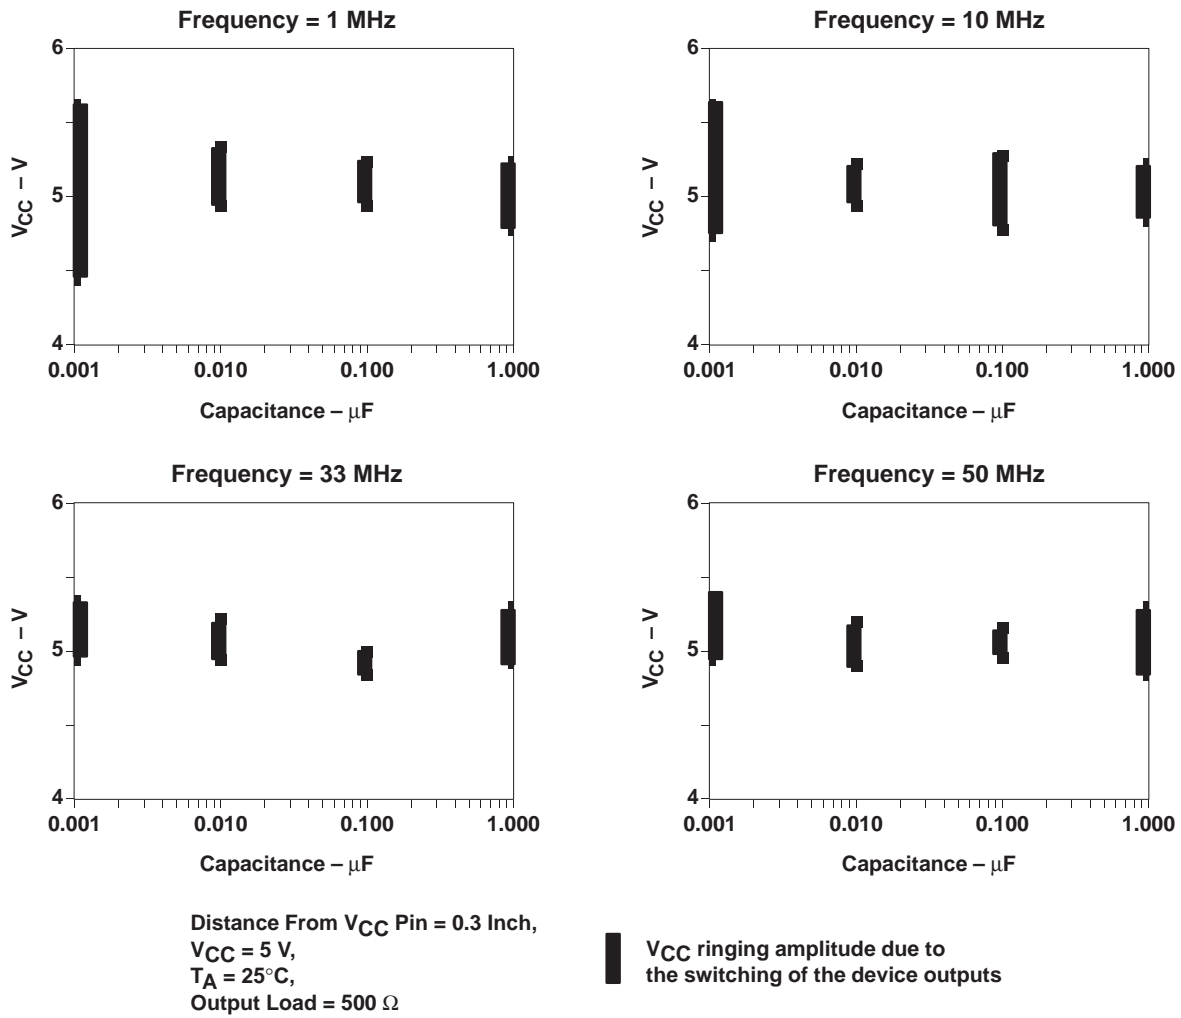 Frequency = 1 MHz
6
5
4
VCC – V
0.001 0.010 0.100 1.000
Capacitance – μF
Frequency = 10 MHz
6
5
4
VCC – V
0.001 0.010 0.100 1.000
Capacitance – μF
Frequency = 33 MHz
6
5
4
VCC – V
0.001 0.010 0.100 1.000
Capacitance – μF
Frequency = 50 MHz
6
5
4
VCC – V
0.001 0.010 0.100 1.000
Capacitance – μF
Distance From VCC Pin = 0.3 Inch,
VCC = 5 V,
TA = 25°C,
Output Load = 500 Ω
VCC ringing amplitude due to
the switching of the device outputs